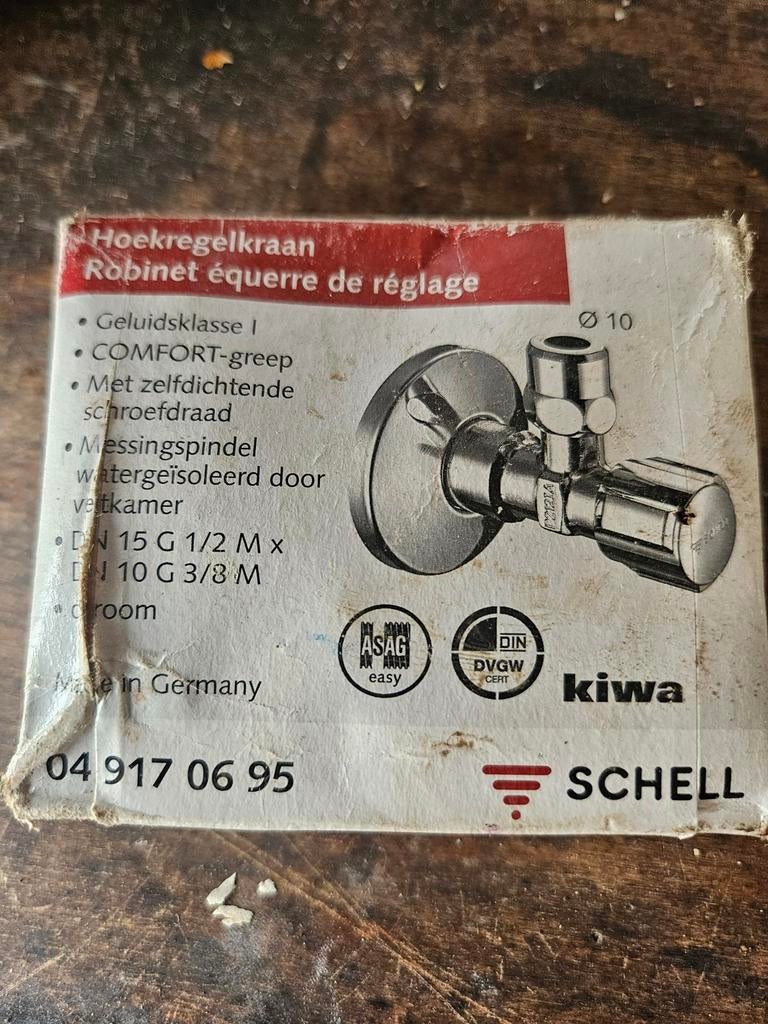 Hoekregelkraan
Robinet équerre de réglage
• Geluidsklasse I
• COMFORT-greep
• Met zelfdichtende
schroefdraad
• Messingspindel
watergeïsoleerd door
vetkamer
• DN 15 G 1/2 M x
DN 10 G 3/8 M
• chroom
Made in Germany
04 917 06 95
Ø 10
ASAG
easy
DIN
DVGW
CERT
kiwa
SCHELL